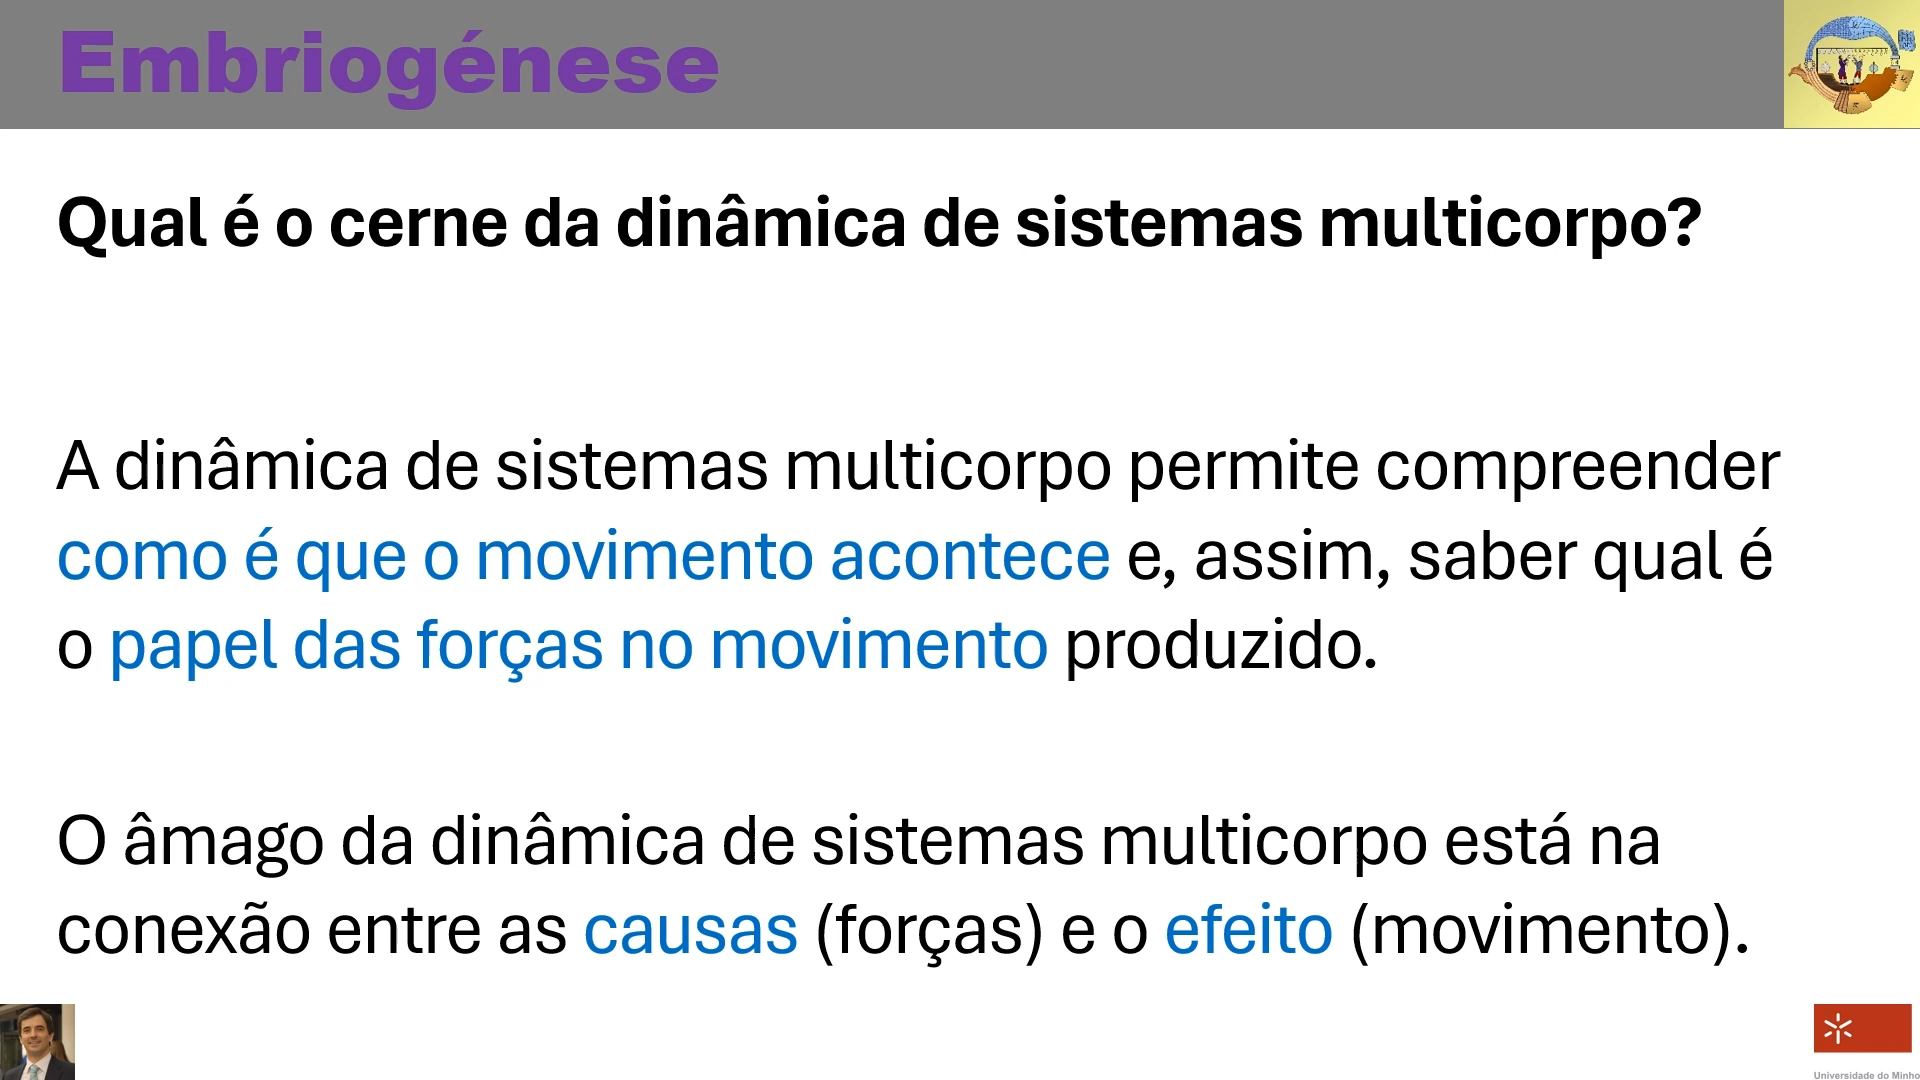 Embriogénese
Qual é o cerne da dinâmica de sistemas multicorpo?
A dinâmica de sistemas multicorpo permite compreender
como é que o movimento acontece e, assim, saber qual é
o papel das forças no movimento produzido.
O âmago da dinâmica de sistemas multicorpo está na
conexão entre as causas (forças) e o efeito (movimento).
Universidade do Minho